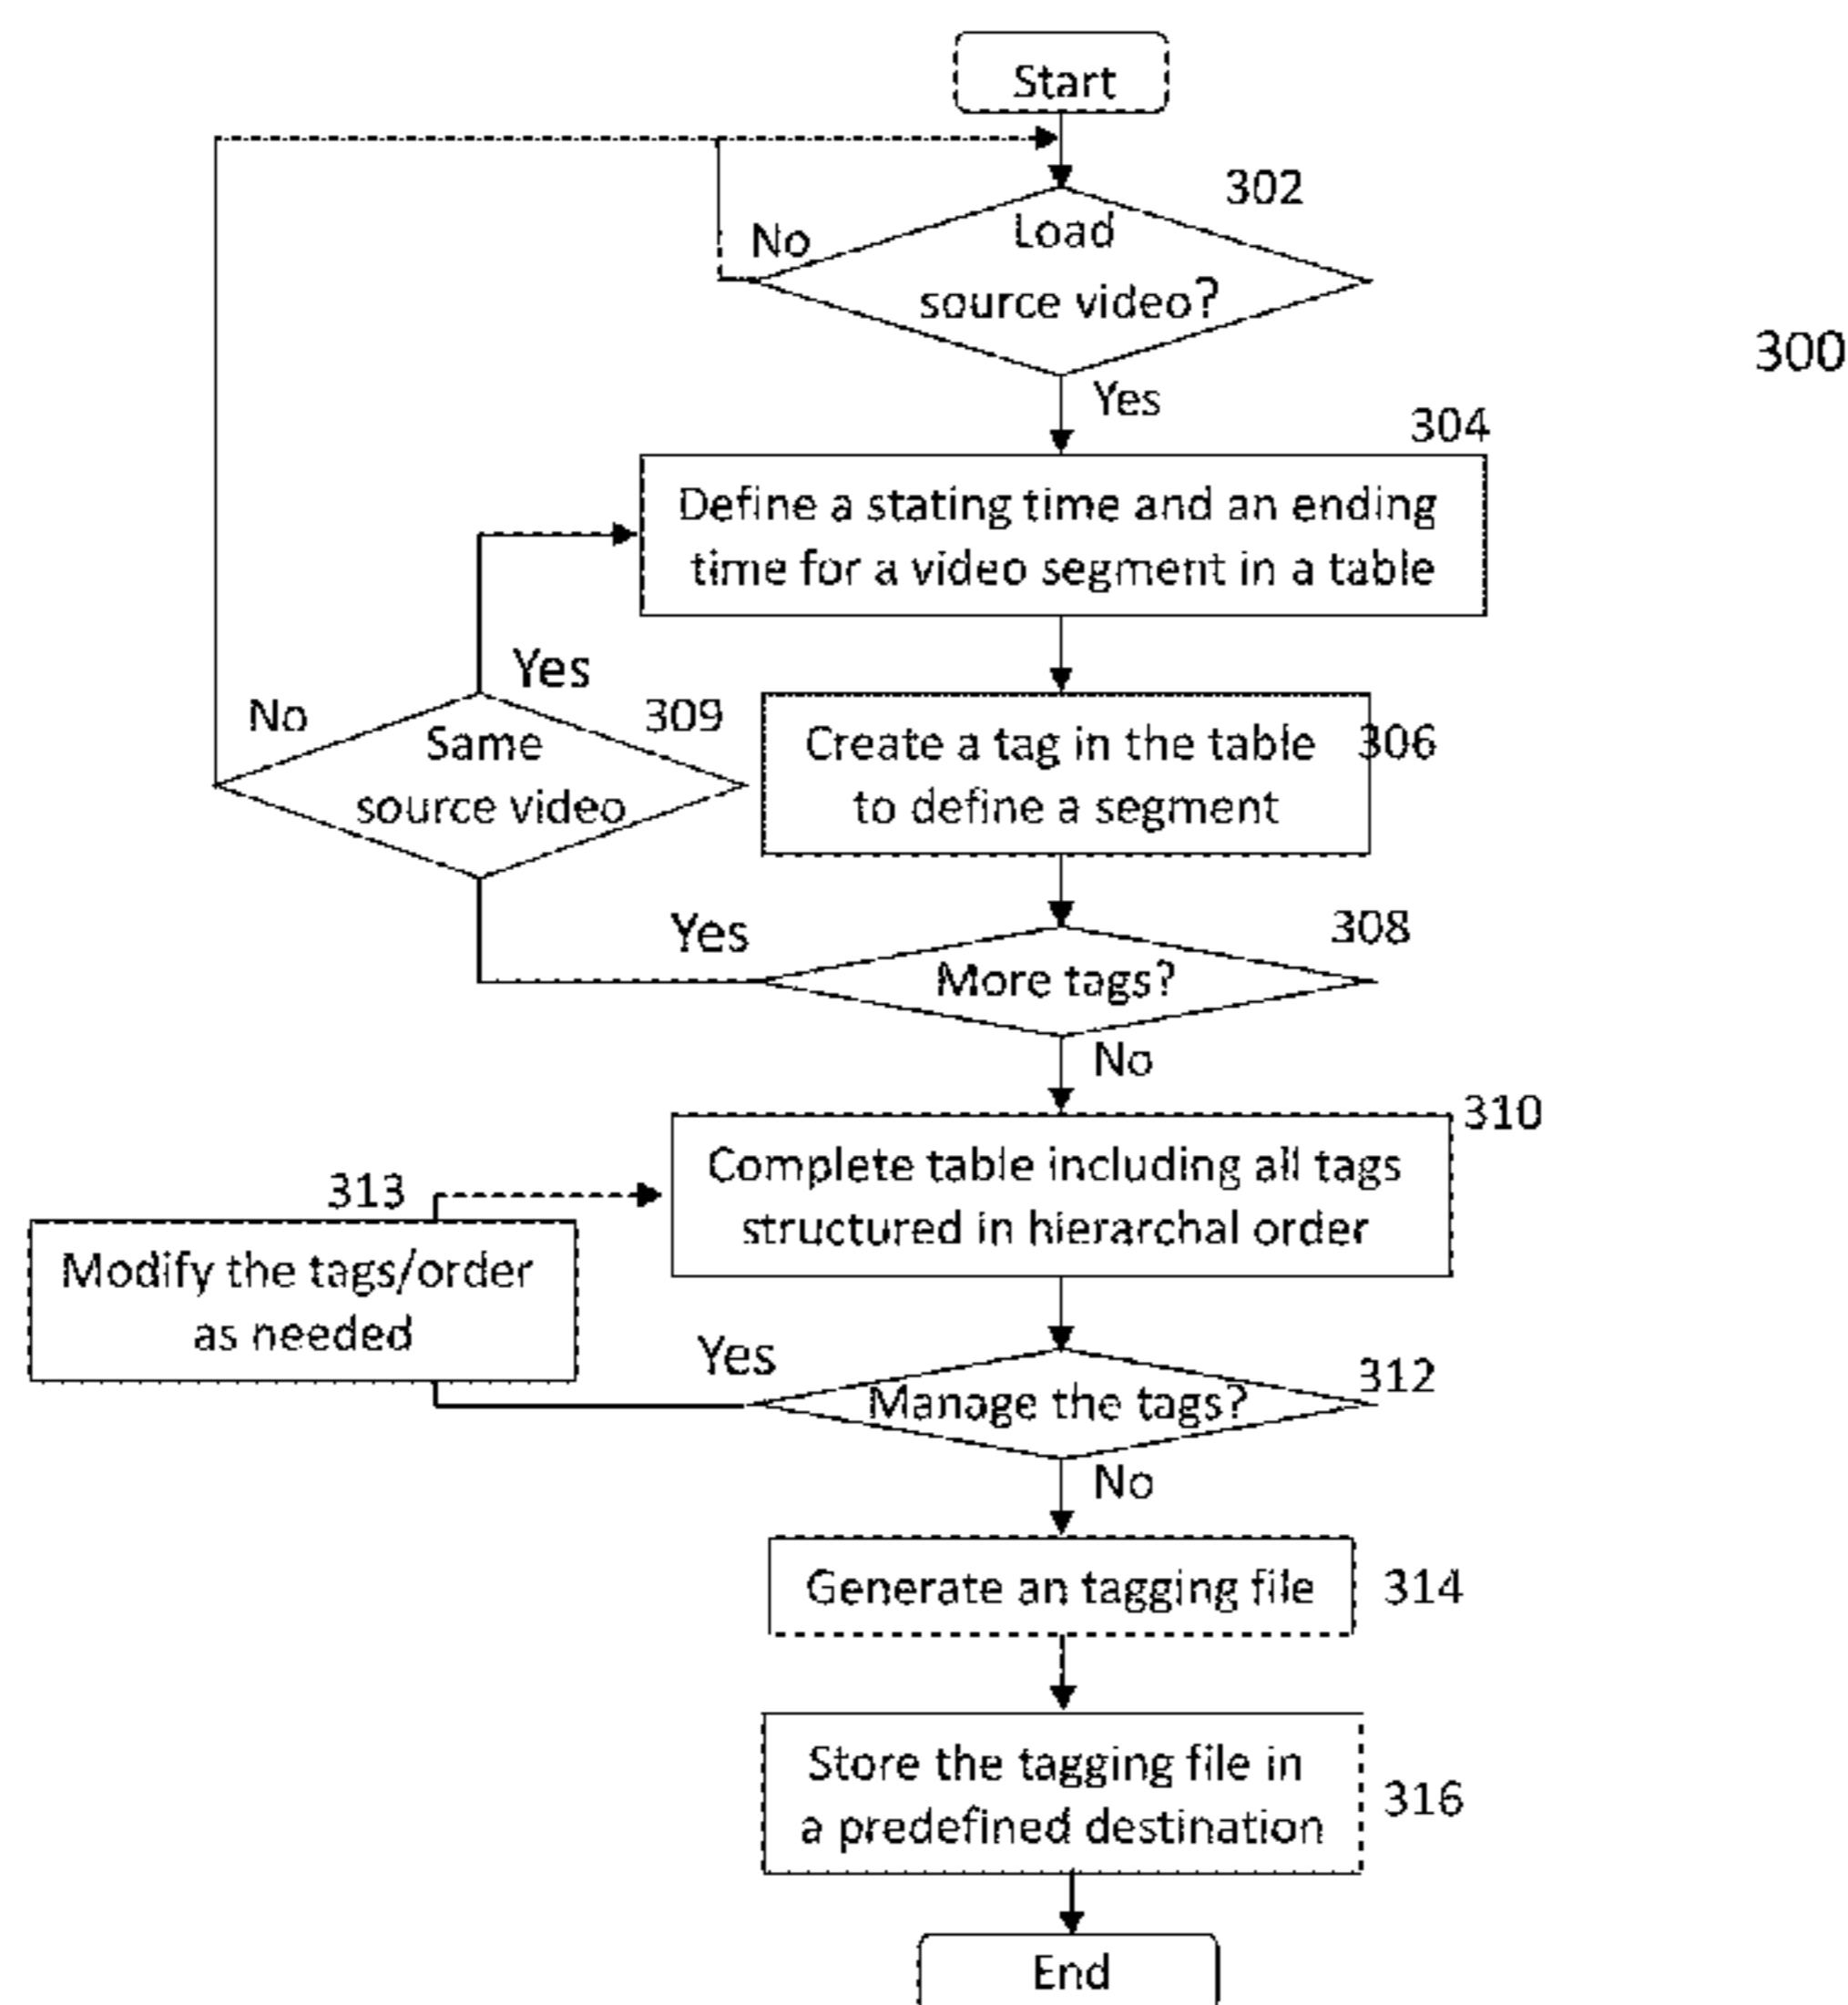 Start
302
No
Load
source video?
300
Yes
304
Define a stating time and an ending
time for a video segment in a table
Yes
No
309
Same
source video
Create a tag in the table
306
to define a segment
Yes
308
More tags?
No
310
Complete table including all tags
structured in hierarchal order
313
Modify the tags/order
as needed
Yes
312
Manage the tags?
No
Generate an tagging file
314
Store the tagging file in
a predefined destination
316
End